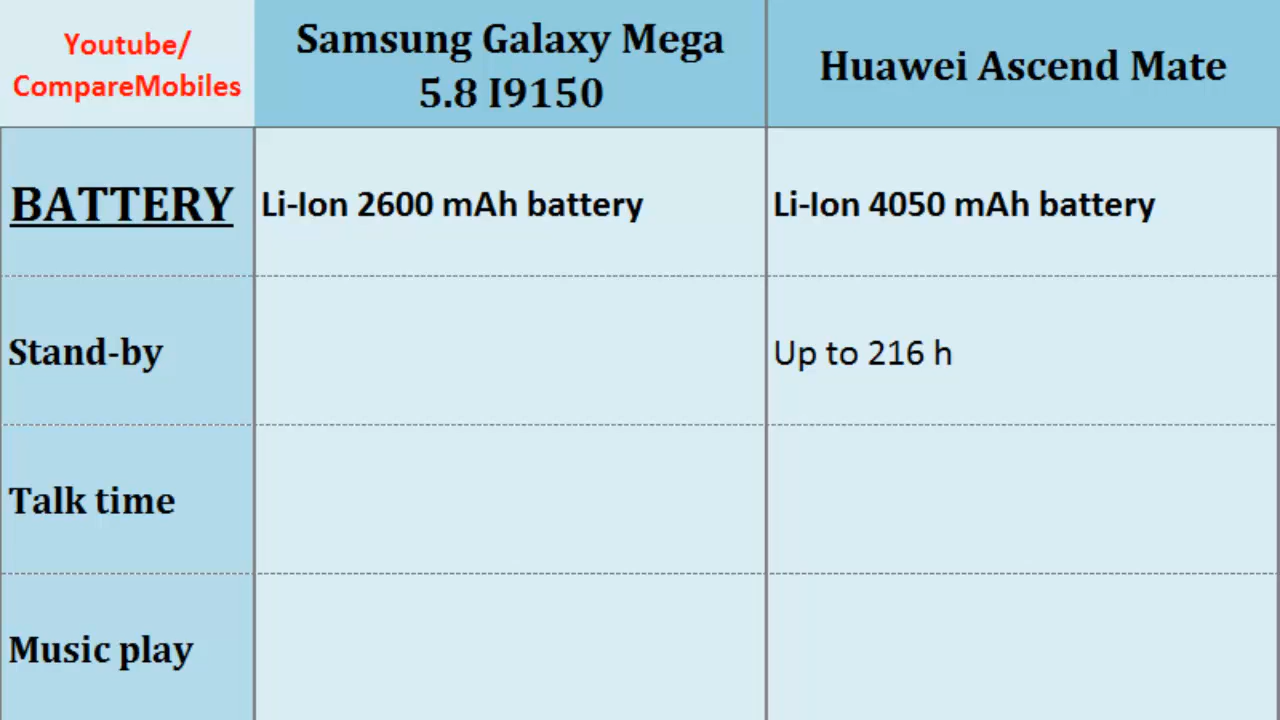 Youtube/
CompareMobiles
Samsung Galaxy Mega
5.8 I9150
Huawei Ascend Mate
BATTERY
Li-Ion 2600 mAh battery
Li-Ion 4050 mAh battery
Stand-by
Up to 216 h
Talk time
Music play